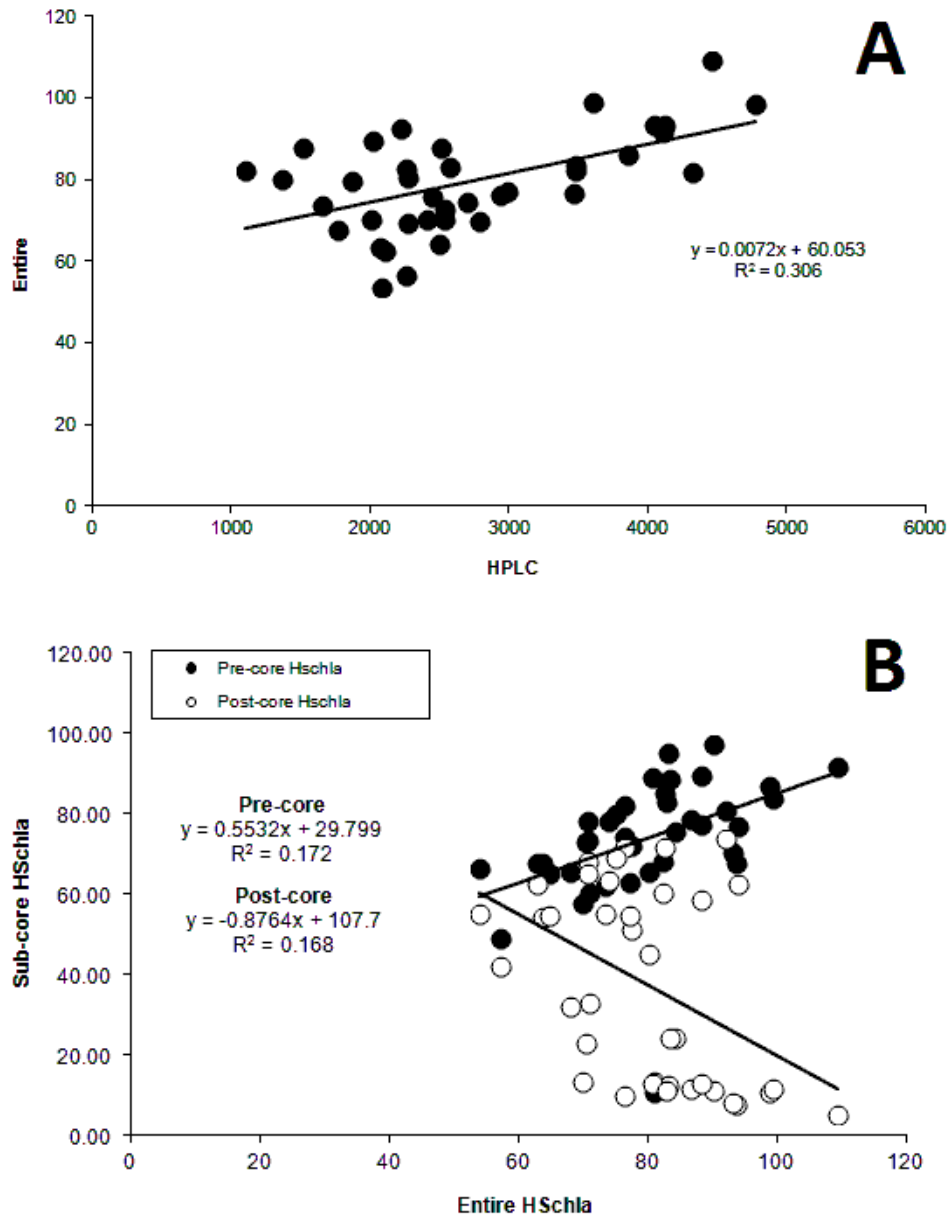 A
120
100
80
60
40
20
0
Entire
y = 0.0072x + 60.053
R² = 0.306
0 1000 2000 3000 4000 5000 6000
HPLC
B
120.00
100.00
80.00
60.00
40.00
20.00
0.00
Sub-core HSchla
Pre-core Hschla
Post-core Hschla
Pre-core
y = 0.5532x + 29.799
R² = 0.172
Post-core
y = -0.8764x + 107.7
R² = 0.168
0 20 40 60 80 100 120
Entire HSchla